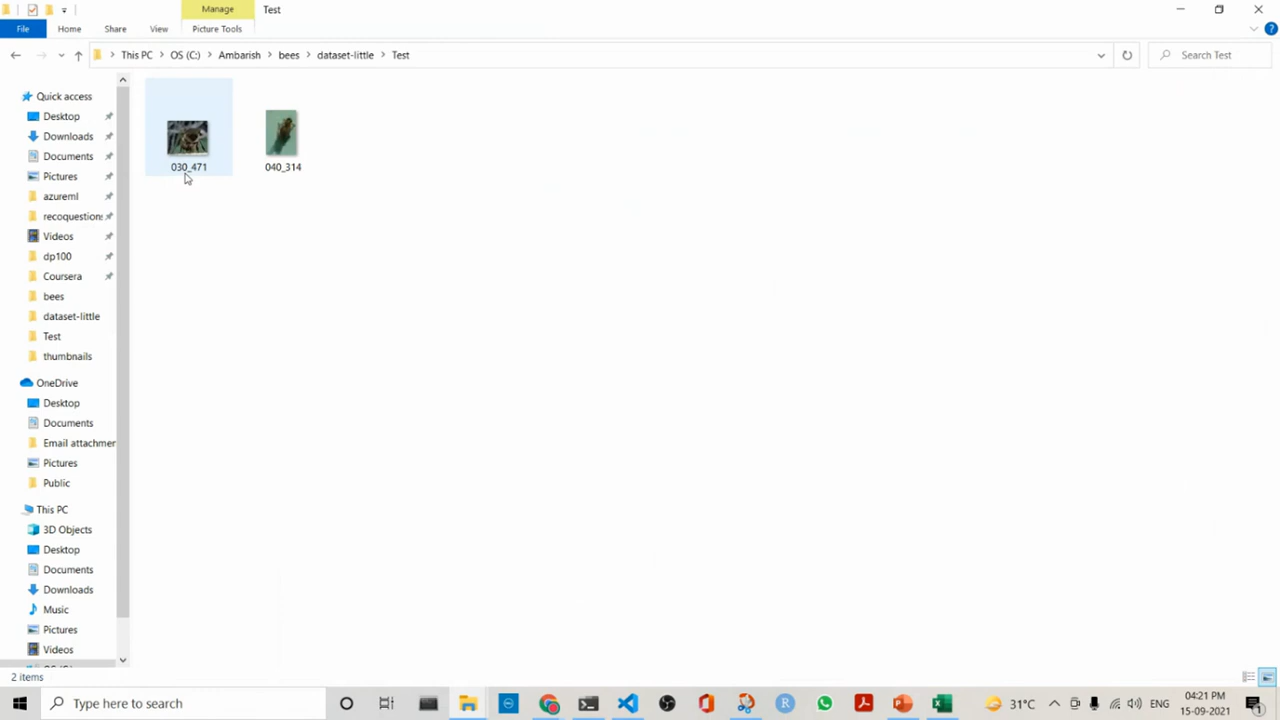 Manage
Test
File
Home
Share
View
Picture Tools
This PC
OS (C:)
Ambarish
bees
dataset-little
Test
Search Test
Quick access
Desktop
Downloads
Documents
Pictures
azureml
recoquestions
Videos
dp100
Coursera
bees
dataset-little
Test
thumbnails
OneDrive
Desktop
Documents
Email attachmen
Pictures
Public
This PC
3D Objects
Desktop
Documents
Downloads
Music
Pictures
Videos
030_471
040_314
2 items
Type here to search
31°C
ENG
04:21 PM
15-09-2021
1